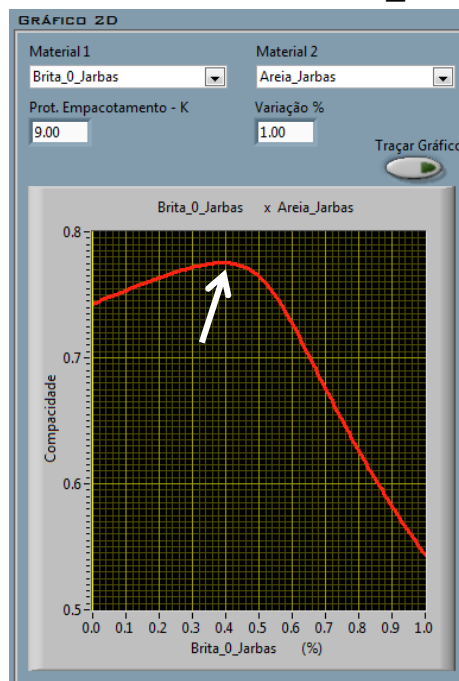 GRÁFICO 2D
Material 1 Material 2
Brita_0_Jarbas Areia_Jarbas
Prot. Empacotamento - K Variação %
9.00 1.00
Traçar Gráfico
Brita_0_Jarbas x Areia_Jarbas
0.8
0.7
Compacidade
0.6
0.5
0.0 0.1 0.2 0.3 0.4 0.5 0.6 0.7 0.8 0.9 1.0
Brita_0_Jarbas (%)